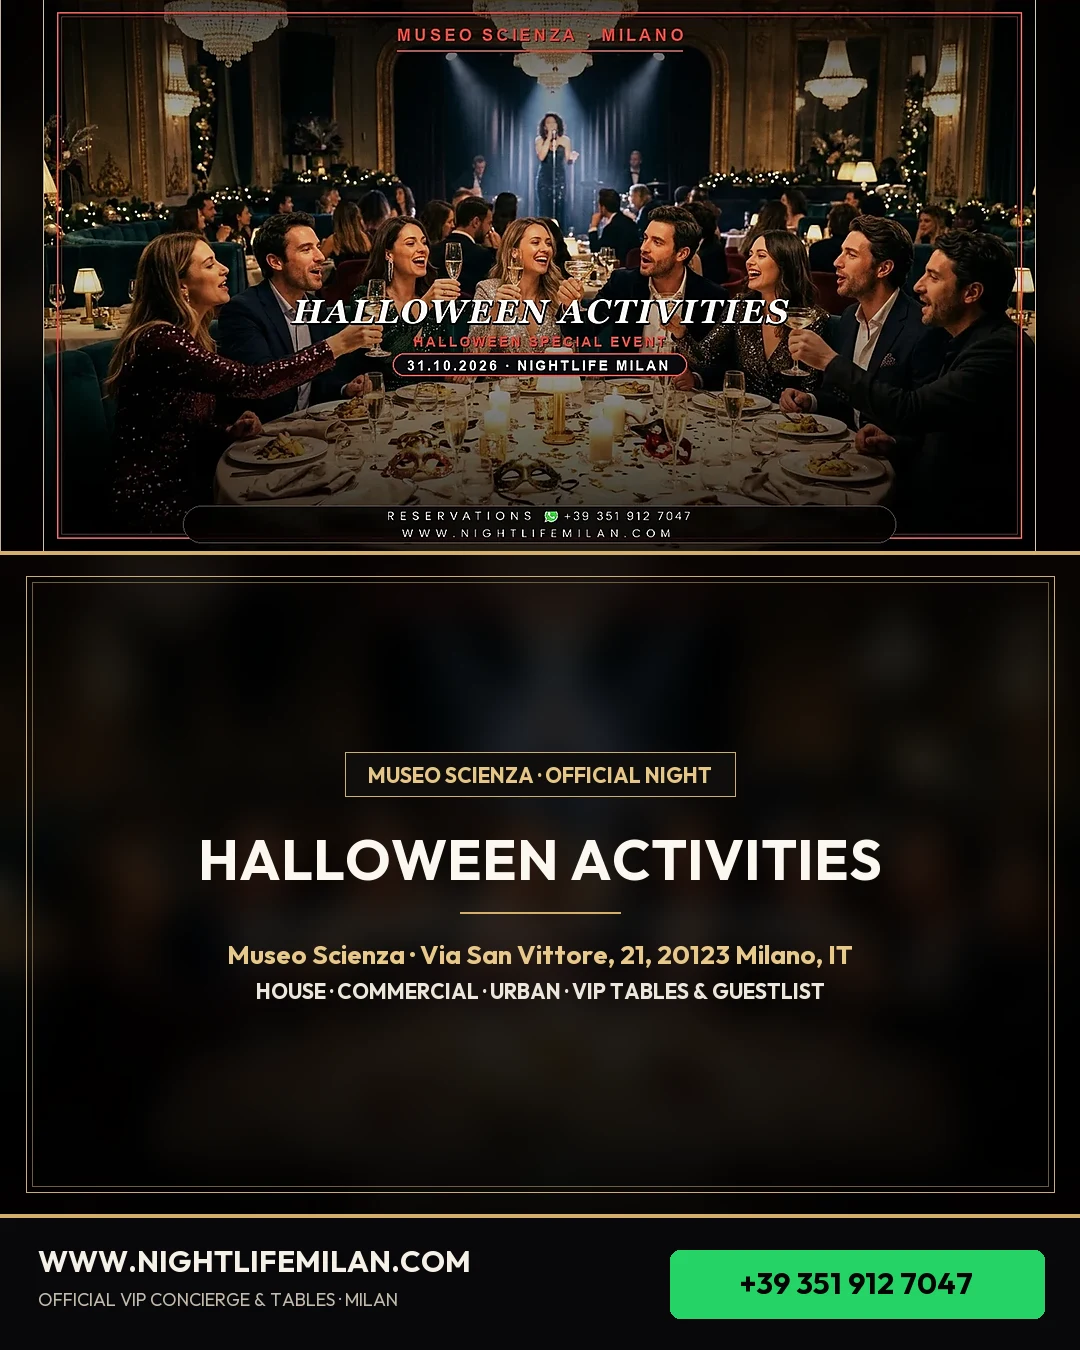 MUSEO SCIENZA · MILANO
HALLOWEEN ACTIVITIES
HALLOWEEN SPECIAL EVENT
31.10.2026 · NIGHTLIFE MILAN
RESERVATIONS +39 351 912 7047
WWW.NIGHTLIFEMILAN.COM
MUSEO SCIENZA · OFFICIAL NIGHT
HALLOWEEN ACTIVITIES
Museo Scienza · Via San Vittore, 21, 20123 Milano, IT
HOUSE · COMMERCIAL · URBAN · VIP TABLES & GUESTLIST
WWW.NIGHTLIFEMILAN.COM
OFFICIAL VIP CONCIERGE & TABLES · MILAN
+39 351 912 7047